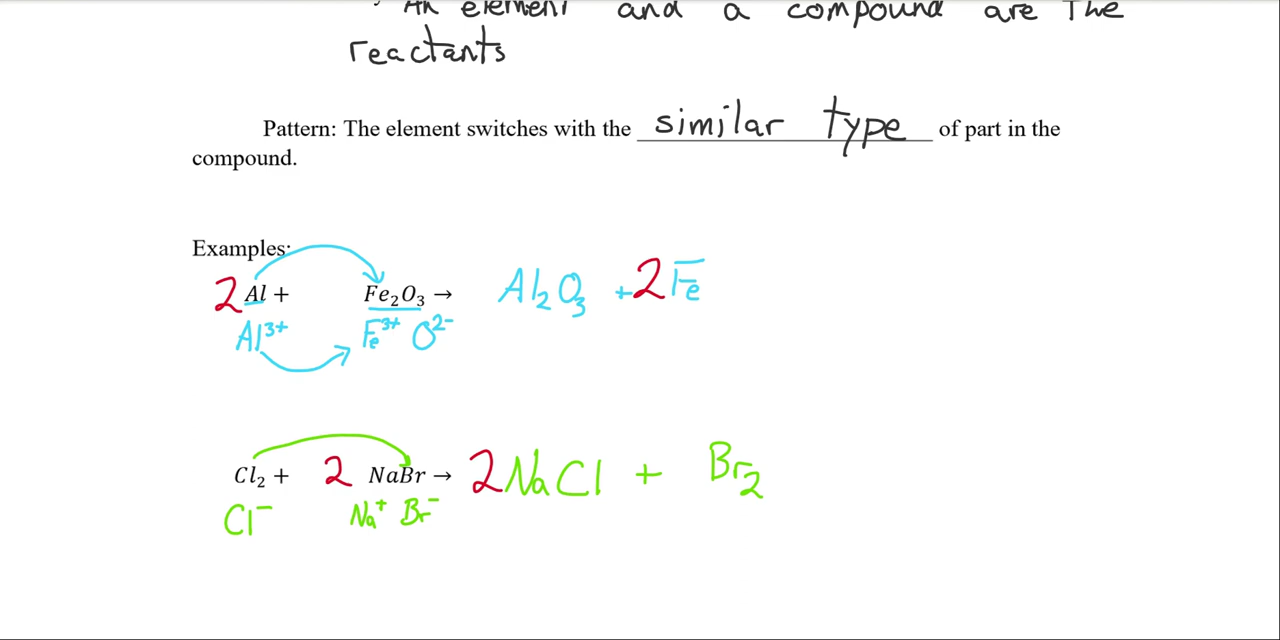 An element and a compound are the
reactants
Pattern: The element switches with the similar type of part in the
compound.
Examples:
2 Al + Fe₂O₃ → Al₂O₃ + 2 Fe
Al³⁺ Fe³⁺ O²⁻
Cl₂ + 2 NaBr → 2 NaCl + Br₂
Cl⁻ Na⁺ Br⁻